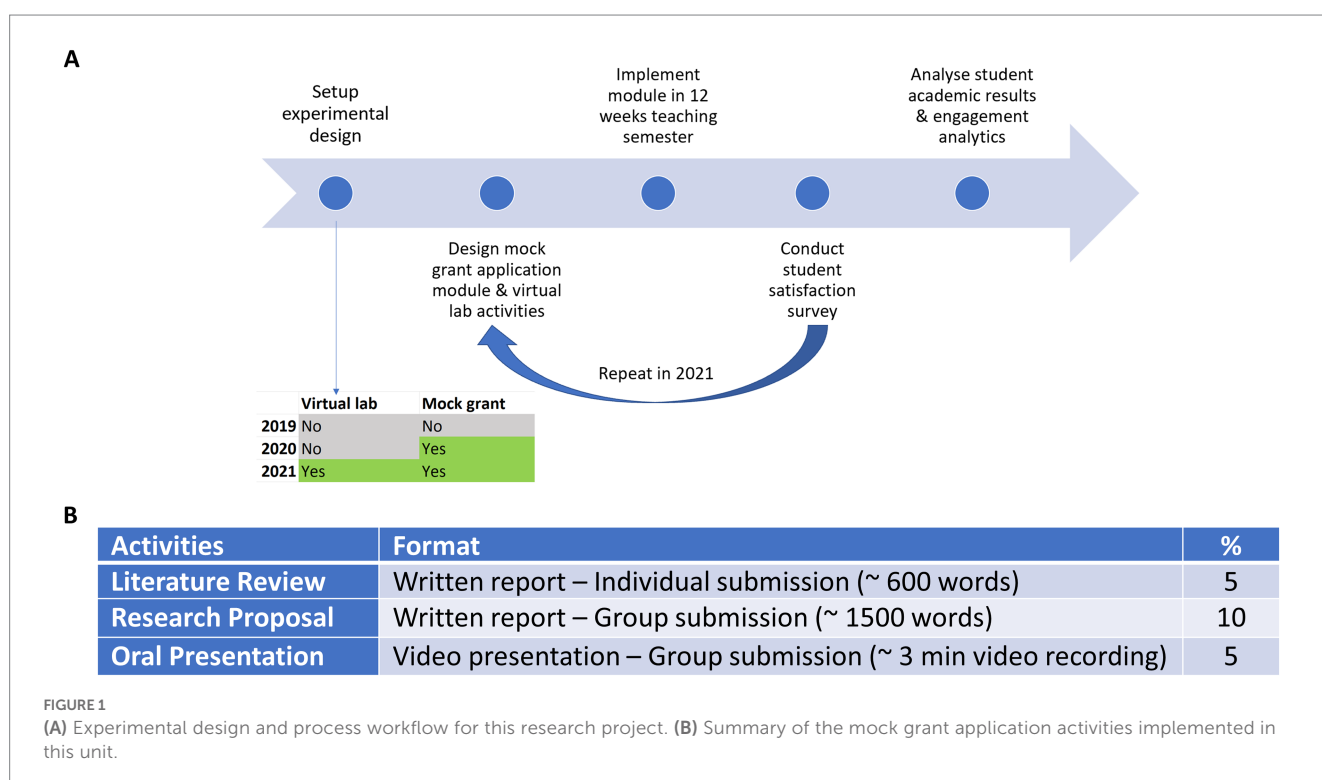 A
Setup
experimental
design
Implement
module in 12
weeks teaching
semester
Analyse student
academic results
& engagement
analytics
Design mock
grant application
module & virtual
lab activities
Conduct
student
satisfaction
survey
Repeat in 2021
Virtual lab Mock grant
2019 No No
2020 No Yes
2021 Yes Yes
B
Activities Format %
Literature Review Written report – Individual submission (~ 600 words) 5
Research Proposal Written report – Group submission (~ 1500 words) 10
Oral Presentation Video presentation – Group submission (~ 3 min video recording) 5
FIGURE 1
(A) Experimental design and process workflow for this research project. (B) Summary of the mock grant application activities implemented in
this unit.